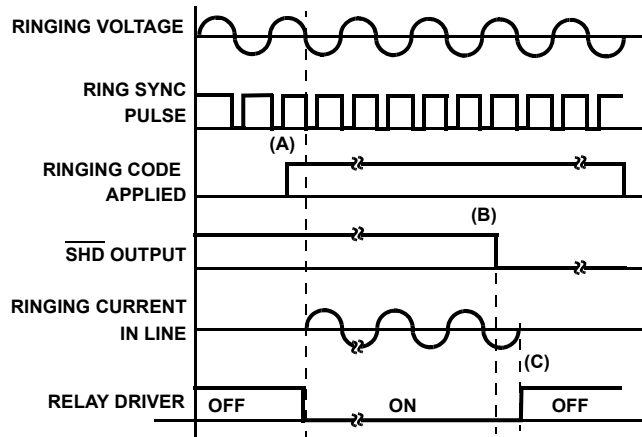 RINGING VOLTAGE
RING SYNC
PULSE
(A)
RINGING CODE
APPLIED
(B)
SHD OUTPUT
RINGING CURRENT
IN LINE
(C)
RELAY DRIVER
OFF
ON
OFF